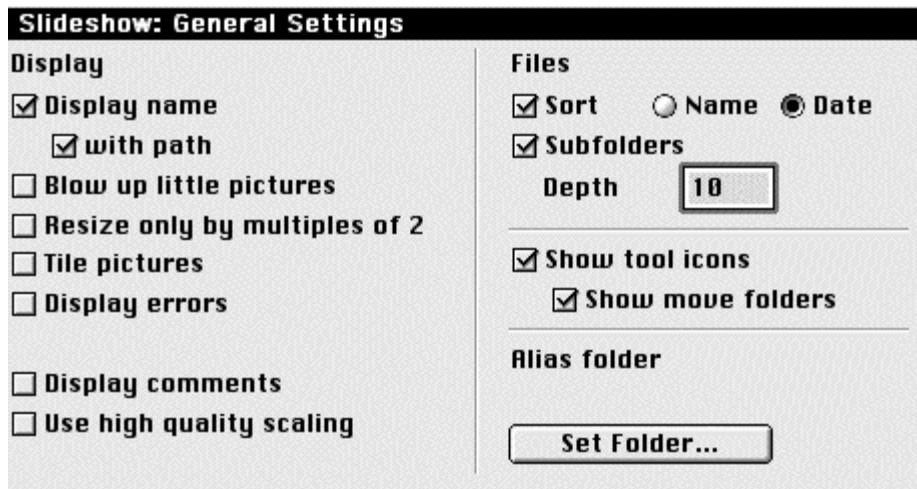 Slideshow: General Settings
Display
Display name
with path
Blow up little pictures
Resize only by multiples of 2
Tile pictures
Display errors
Display comments
Use high quality scaling
Files
Sort Name Date
Subfolders
Depth 10
Show tool icons
Show move folders
Alias folder
Set Folder...